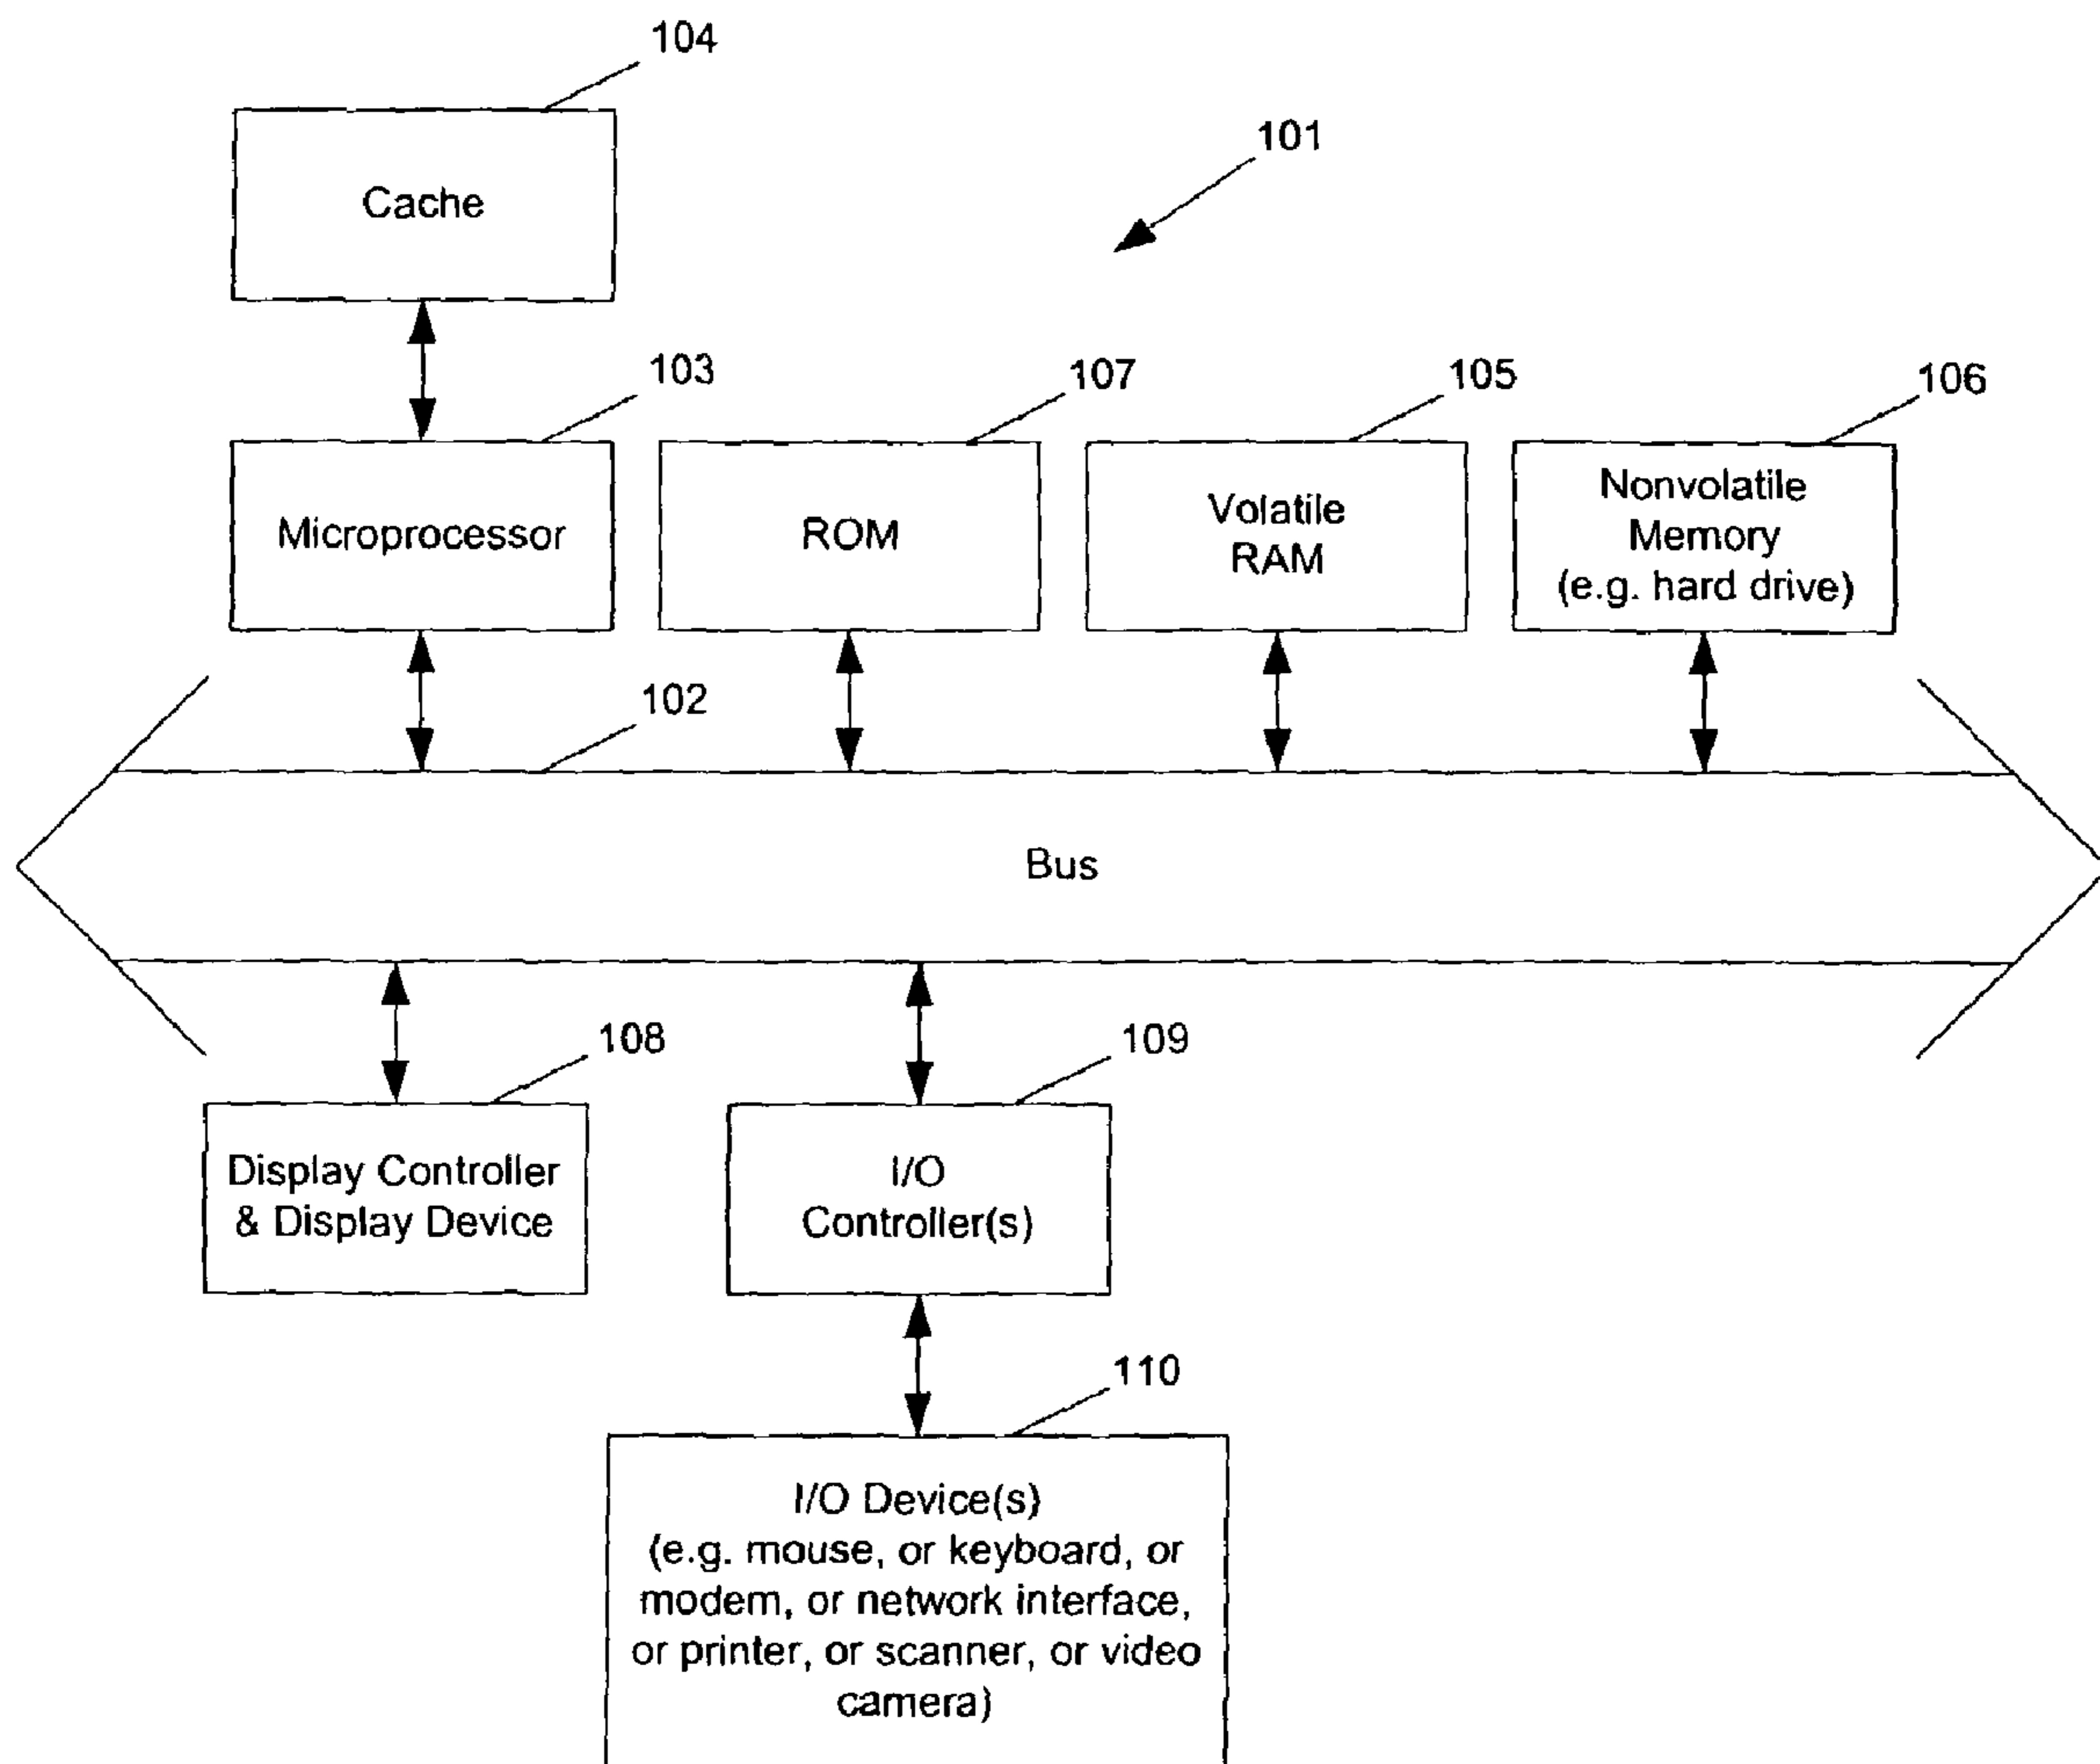 104
Cache
101
103
Microprocessor
107
ROM
105
Volatile
RAM
106
Nonvolatile
Memory
(e.g. hard drive)
102
Bus
108
Display Controller
& Display Device
109
I/O
Controller(s)
110
I/O Device(s)
(e.g. mouse, or keyboard, or
modem, or network interface,
or printer, or scanner, or video
camera)